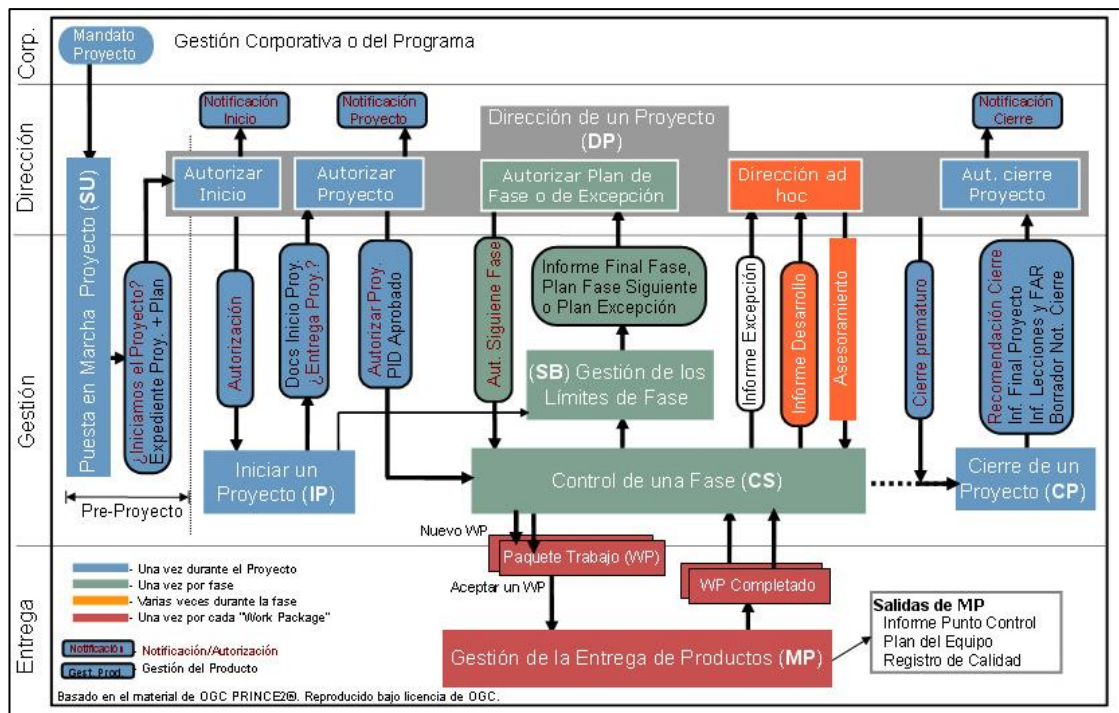 Corp.
Mandato
Proyecto
Gestión Corporativa o del Programa
Dirección
Notificación
Inicio
Notificación
Proyecto
Notificación
Cierre
Dirección de un Proyecto
(DP)
Autorizar
Inicio
Autorizar
Proyecto
Autorizar Plan de
Fase o de Excepción
Dirección ad
hoc
Aut. cierre
Proyecto
Gestión
Puesta en Marcha Proyecto (SU)
¿Iniciamos el Proyecto?
Expediente Proy. + Plan
Autorización
Docs Inicio Proy.
¿Entrega Proy.?
Autorizar Proy.
PID Aprobado
Aut. Siguiene Fase
Informe Final Fase,
Plan Fase Siguiente
o Plan Excepción
Informe Excepción
Informe Desarrollo
Asesoramiento
Cierre prematuro
Recomendación Cierre
Inf. Final Proyecto
Inf. Lecciones y FAR
Borrador Not. Cierre
(SB) Gestión de los
Límites de Fase
Iniciar un
Proyecto (IP)
Control de una Fase (CS)
Cierre de un
Proyecto (CP)
Pre-Proyecto
Entrega
Nuevo WP
Paquete Trabajo (WP)
Aceptar un WP
WP Completado
- Una vez durante el Proyecto
- Una vez por fase
- Varias veces durante la fase
- Una vez por cada "Work Package"
Notificación - Notificación/Autorización
Gest. Prod. - Gestión del Producto
Gestión de la Entrega de Productos (MP)
Salidas de MP
Informe Punto Control
Plan del Equipo
Registro de Calidad
Basado en el material de OGC PRINCE2®. Reproducido bajo licencia de OGC.